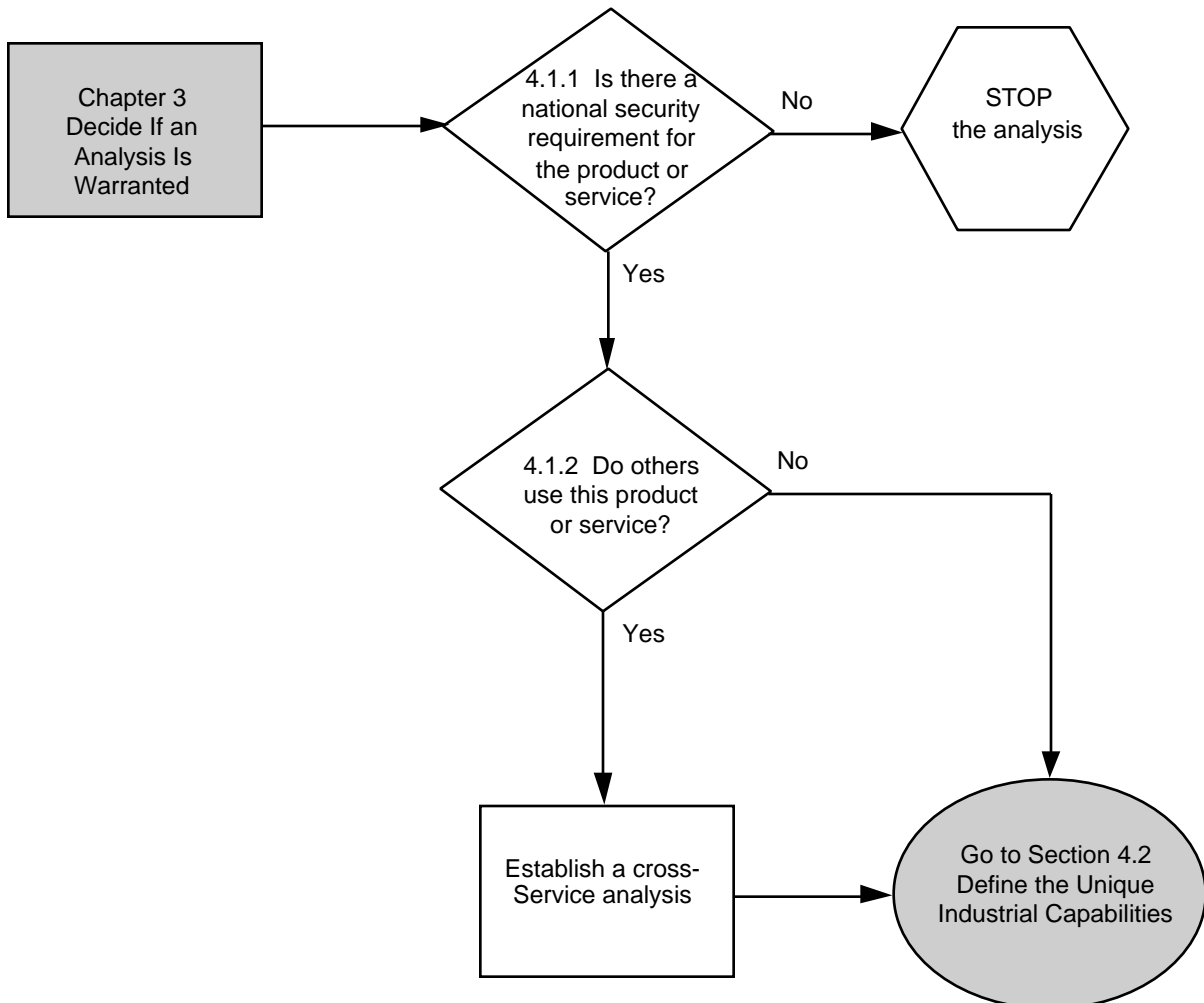 Chapter 3
Decide If an
Analysis Is
Warranted
4.1.1 Is there a
national security
requirement for
the product or
service?
No
STOP
the analysis
Yes
4.1.2 Do others
use this product
or service?
No
Yes
Establish a cross-
Service analysis
Go to Section 4.2
Define the Unique
Industrial Capabilities